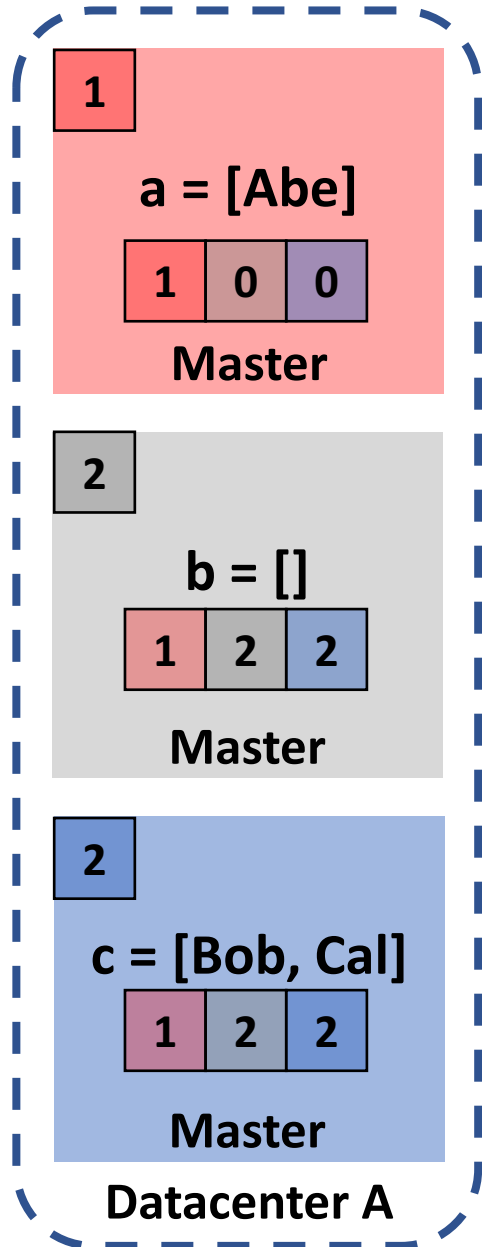 1
a = [Abe]
1 0 0
Master
2
b = []
1 2 2
Master
2
c = [Bob, Cal]
1 2 2
Master
Datacenter A